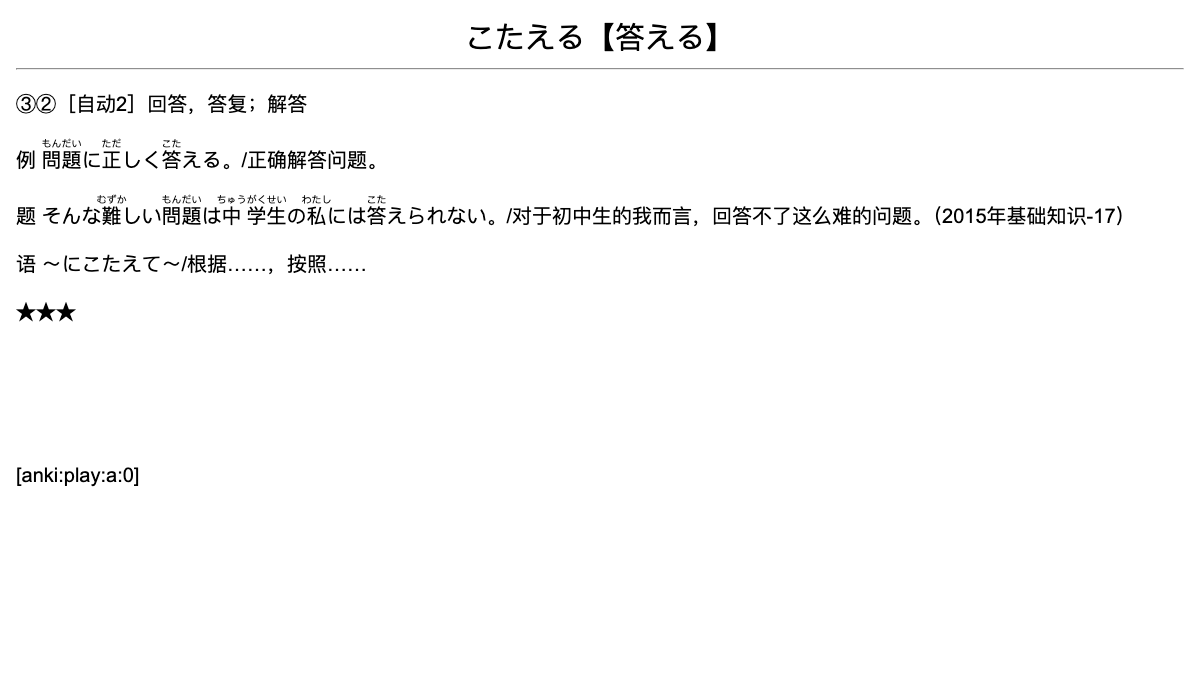 こたえる【答える】
③②［自动2］回答，答复；解答
もんだい ただ こた
例 問題に正しく答える。/正确解答问题。
むずか もんだい ちゅうがくせい わたし こた
题 そんな難しい問題は中学生の私には答えられない。/对于初中生的我而言，回答不了这么难的问题。（2015年基础知识-17）
语 ～にこたえて～/根据……，按照……
★★★
[anki:play:a:0]